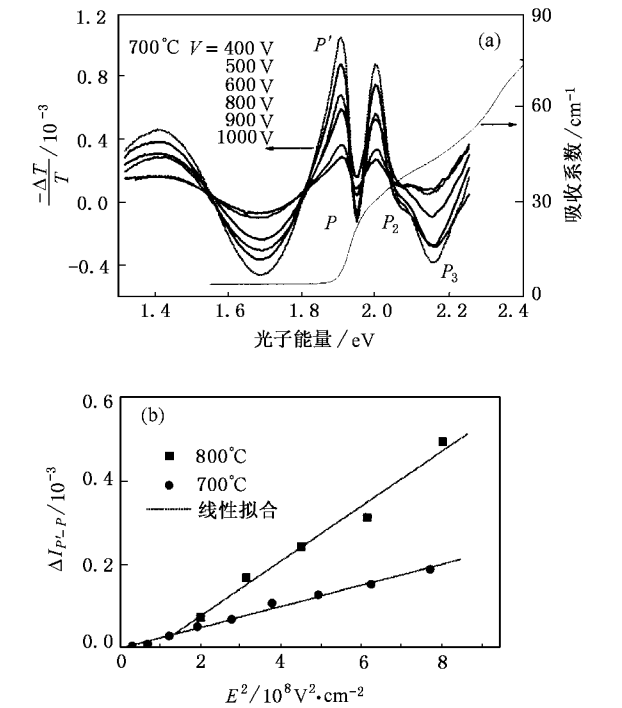 (a)
700℃ V = 400 V
500 V
600 V
800 V
900 V
1000 V
P′
P
P₂
P₃
1.2
0.8
0.4
0.0
−0.4
−ΔT/T /10⁻³
90
60
30
0
吸收系数/cm⁻¹
1.4 1.6 1.8 2.0 2.2 2.4
光子能量/eV
(b)
800℃
700℃
线性拟合
0.6
0.4
0.2
0.0
ΔI_P′−P/10⁻³
0 2 4 6 8
E²/10⁸V²·cm⁻²